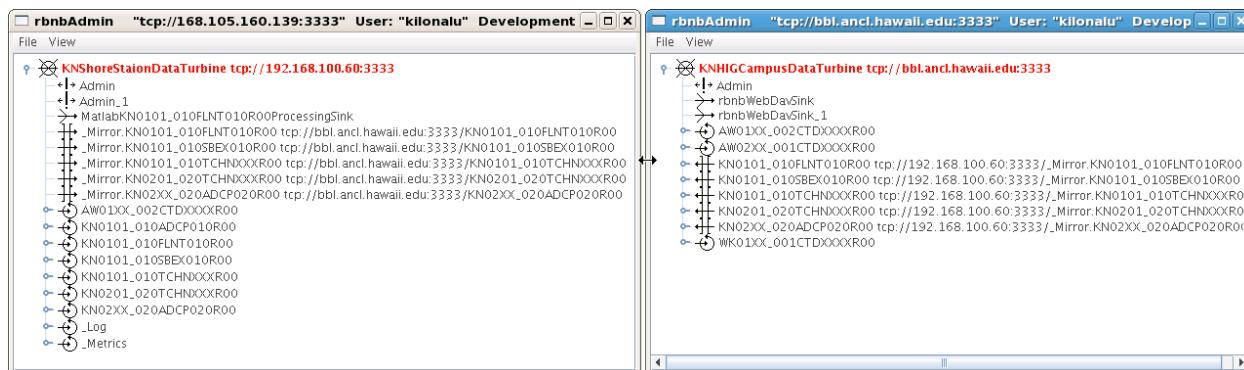 rbnbAdmin "tcp://168.105.160.139:3333" User: "kilonalu" Development
File View
KNShoreStaionDataTurbine tcp://192.168.100.60:3333
Admin
Admin_1
MatlabKN0101_010FLNT010R00ProcessingSink
_Mirror.KN0101_010FLNT010R00 tcp://bbl.ancl.hawaii.edu:3333/KN0101_010FLNT010R00
_Mirror.KN0101_010SBEX010R00 tcp://bbl.ancl.hawaii.edu:3333/KN0101_010SBEX010R00
_Mirror.KN0101_010TCHNXXXR00 tcp://bbl.ancl.hawaii.edu:3333/KN0101_010TCHNXXXR00
_Mirror.KN0201_020TCHNXXXR00 tcp://bbl.ancl.hawaii.edu:3333/KN0201_020TCHNXXXR00
_Mirror.KN02XX_020ADCP020R00 tcp://bbl.ancl.hawaii.edu:3333/KN02XX_020ADCP020R00
AW01XX_002CTDXXXXR00
KN0101_010ADCP010R00
KN0101_010FLNT010R00
KN0101_010SBEX010R00
KN0101_010TCHNXXXR00
KN0201_020TCHNXXXR00
KN02XX_020ADCP020R00
_Log
_Metrics
rbnbAdmin "tcp://bbl.ancl.hawaii.edu:3333" User: "kilonalu" Develop
File View
KNHIGCampusDataTurbine tcp://bbl.ancl.hawaii.edu:3333
Admin
rbnbWebDavSink
rbnbWebDavSink_1
AW01XX_002CTDXXXXR00
AW02XX_001CTDXXXXR00
KN0101_010FLNT010R00 tcp://192.168.100.60:3333/_Mirror.KN0101_010FLNT010R00
KN0101_010SBEX010R00 tcp://192.168.100.60:3333/_Mirror.KN0101_010SBEX010R00
KN0101_010TCHNXXXR00 tcp://192.168.100.60:3333/_Mirror.KN0101_010TCHNXXXR0
KN0201_020TCHNXXXR00 tcp://192.168.100.60:3333/_Mirror.KN0201_020TCHNXXXR0
KN02XX_020ADCP020R00 tcp://192.168.100.60:3333/_Mirror.KN02XX_020ADCP020R00
WK01XX_001CTDXXXXR00